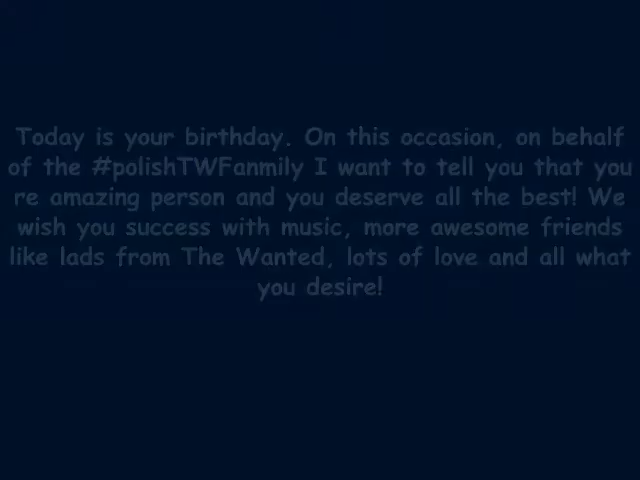 Today is your birthday. On this occasion, on behalf
of the #polishTWFanmily I want to tell you that you
re amazing person and you deserve all the best! We
wish you success with music, more awesome friends
like lads from The Wanted, lots of love and all what
you desire!